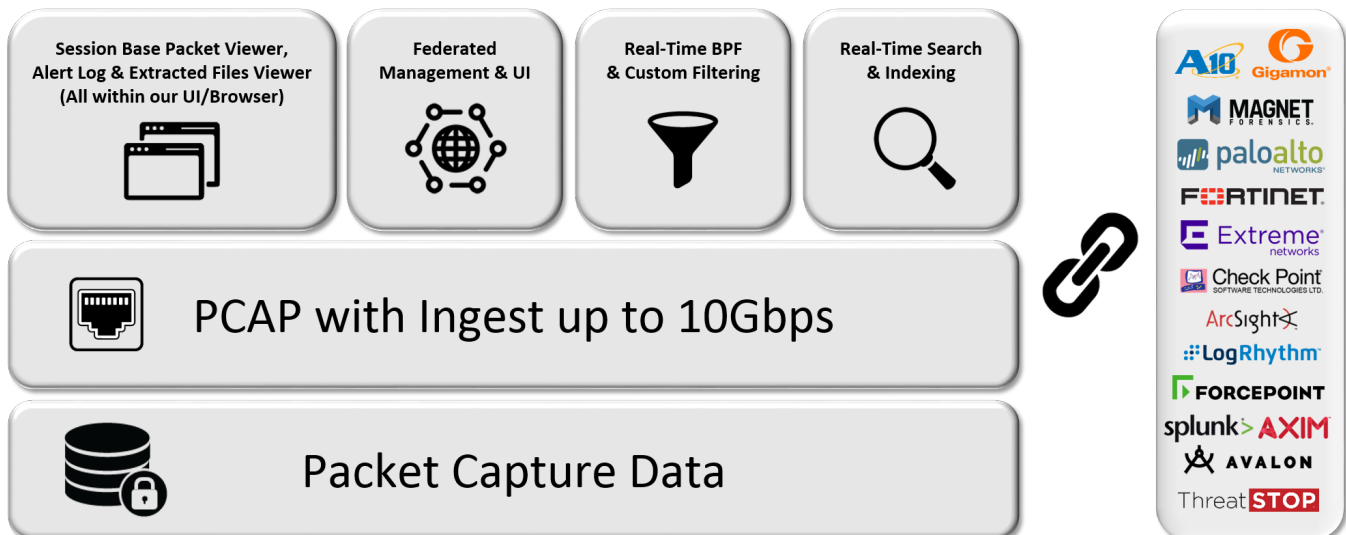 Session Base Packet Viewer,
Alert Log & Extracted Files Viewer
(All within our UI/Browser)
Federated
Management & UI
Real-Time BPF
& Custom Filtering
Real-Time Search
& Indexing
PCAP with Ingest up to 10Gbps
Packet Capture Data
A10
Gigamon®
MAGNET
FORENSICS.
paloalto
NETWORKS®
FORTINET.
Extreme®
networks
Check Point
SOFTWARE TECHNOLOGIES LTD.
ArcSight
LogRhythm™
FORCEPOINT
splunk> AXIOM
AVALON
ThreatSTOP